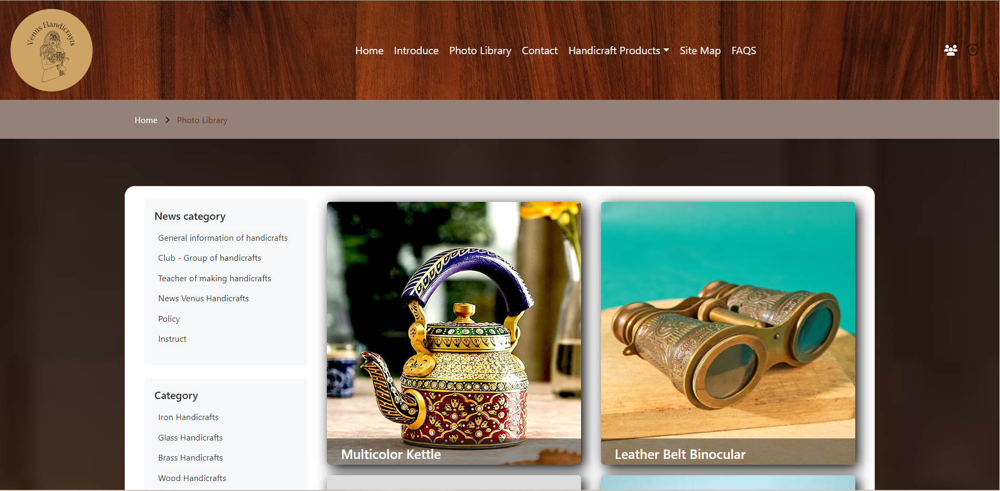 Venus Handicrayts
Home
Introduce
Photo Library
Contact
Handicraft Products
Site Map
FAQS
Home
Photo Library
News category
General information of handicrafts
Club - Group of handicrafts
Teacher of making handicrafts
News Venus Handicrafts
Policy
Instruct
Category
Iron Handicrafts
Glass Handicrafts
Brass Handicrafts
Wood Handicrafts
Multicolor Kettle
Leather Belt Binocular